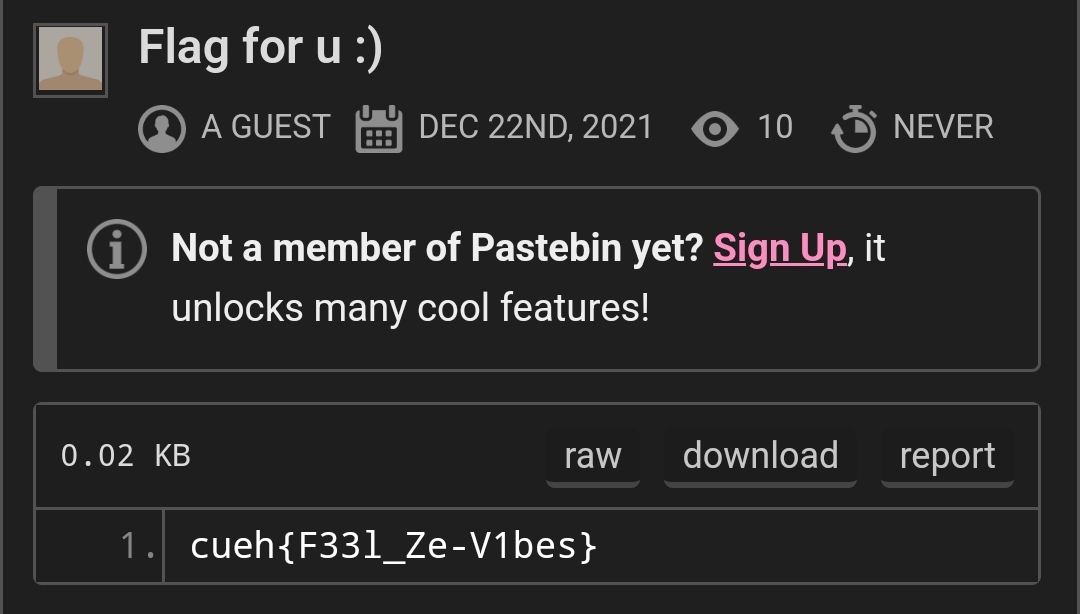 Flag for u :)
A GUEST DEC 22ND, 2021 10 NEVER
Not a member of Pastebin yet? Sign Up, it
unlocks many cool features!
0.02 KB raw download report
1. cueh{F33l_Ze-V1bes}